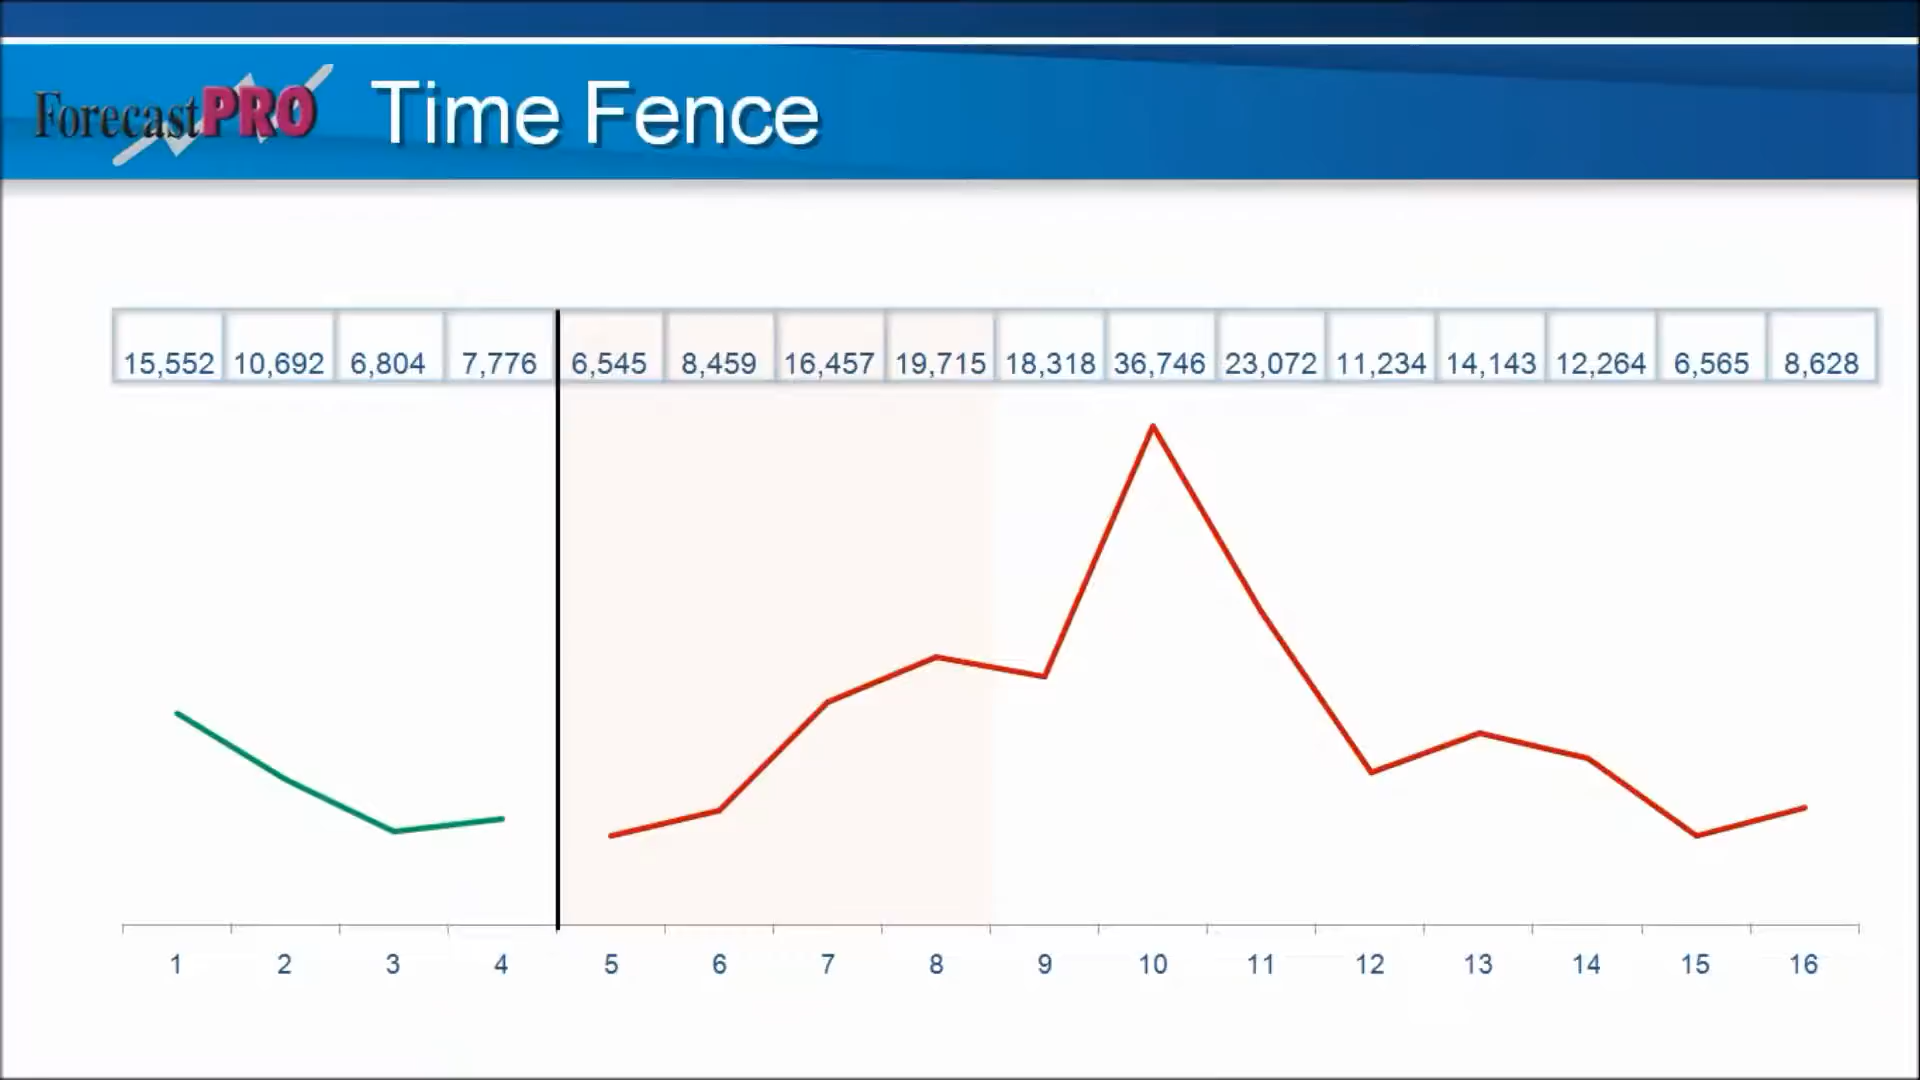 ForecastPRO
Time Fence
15,552 10,692 6,804 7,776 6,545 8,459 16,457 19,715 18,318 36,746 23,072 11,234 14,143 12,264 6,565 8,628
1 2 3 4 5 6 7 8 9 10 11 12 13 14 15 16